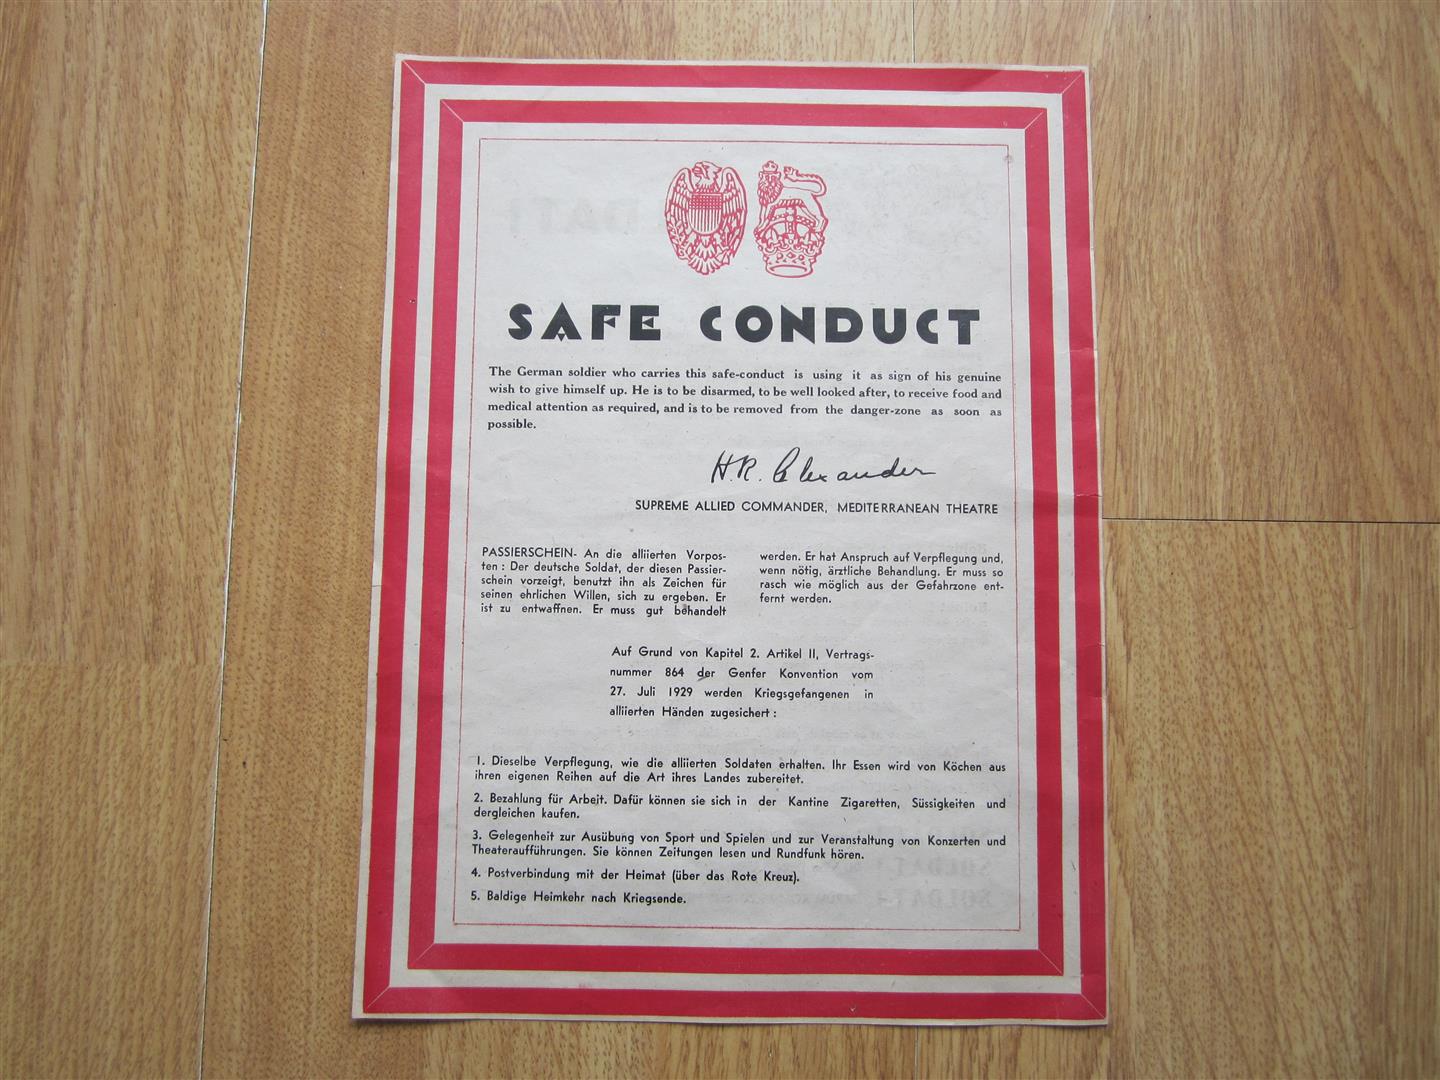 SAFE CONDUCT
The German soldier who carries this safe-conduct is using it as sign of his genuine
wish to give himself up. He is to be disarmed, to be well looked after, to receive food and
medical attention as required, and is to be removed from the danger-zone as soon as
possible.
H.R. Alexander
SUPREME ALLIED COMMANDER, MEDITERRANEAN THEATRE
PASSIERSCHEIN- An die alliierten Vorpos-
ten : Der deutsche Soldat, der diesen Passier-
schein vorzeigt, benutzt ihn als Zeichen für
seinen ehrlichen Willen, sich zu ergeben. Er
ist zu entwaffnen. Er muss gut behandelt
werden. Er hat Anspruch auf Verpflegung und,
wenn nötig, ärztliche Behandlung. Er muss so
rasch wie möglich aus der Gefahrzone ent-
fernt werden.
Auf Grund von Kapitel 2. Artikel II, Vertrags-
nummer 864 der Genfer Konvention vom
27. Juli 1929 werden Kriegsgefangenen in
alliierten Händen zugesichert :
1. Dieselbe Verpflegung, wie die alliierten Soldaten erhalten. Ihr Essen wird von Köchen aus
ihren eigenen Reihen auf die Art ihres Landes zubereitet.
2. Bezahlung für Arbeit. Dafür können sie sich in der Kantine Zigaretten, Süssigkeiten und
dergleichen kaufen.
3. Gelegenheit zur Ausübung von Sport und Spielen und zur Veranstaltung von Konzerten und
Theateraufführungen. Sie können Zeitungen lesen und Rundfunk hören.
4. Postverbindung mit der Heimat (über das Rote Kreuz).
5. Baldige Heimkehr nach Kriegsende.